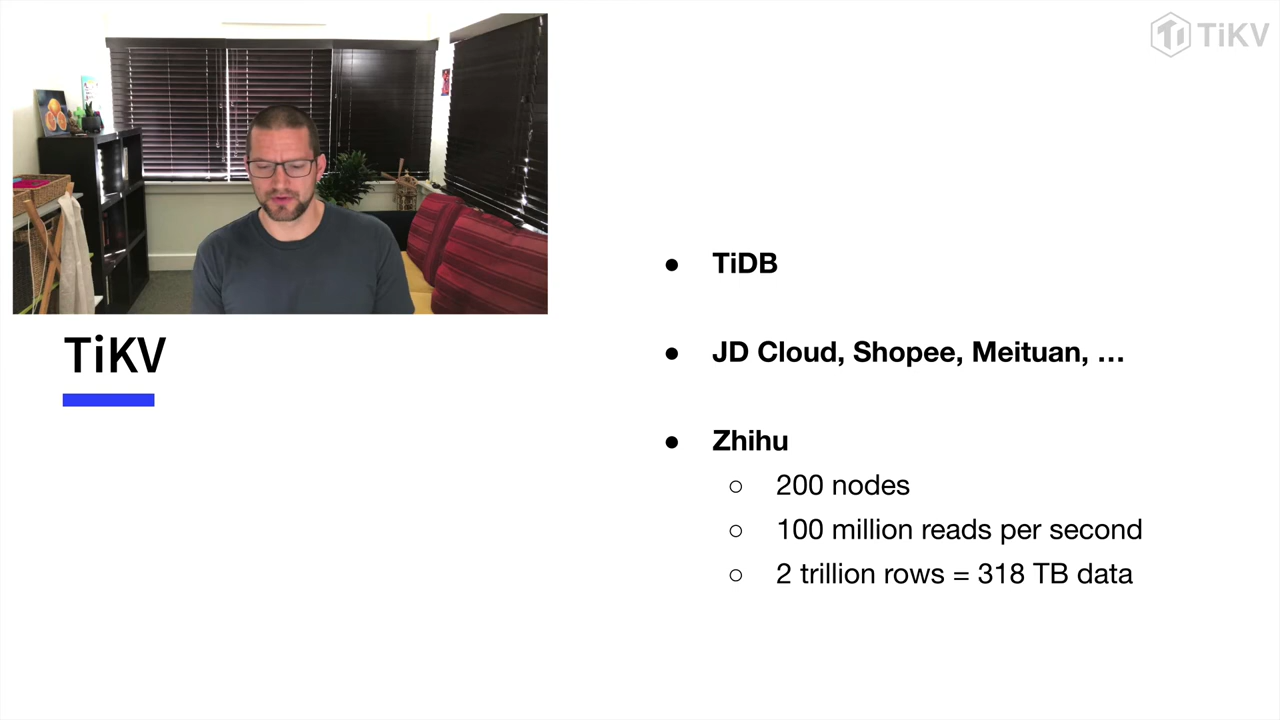 TiKV
TiKV
● TiDB
● JD Cloud, Shopee, Meituan, …
● Zhihu
○ 200 nodes
○ 100 million reads per second
○ 2 trillion rows = 318 TB data